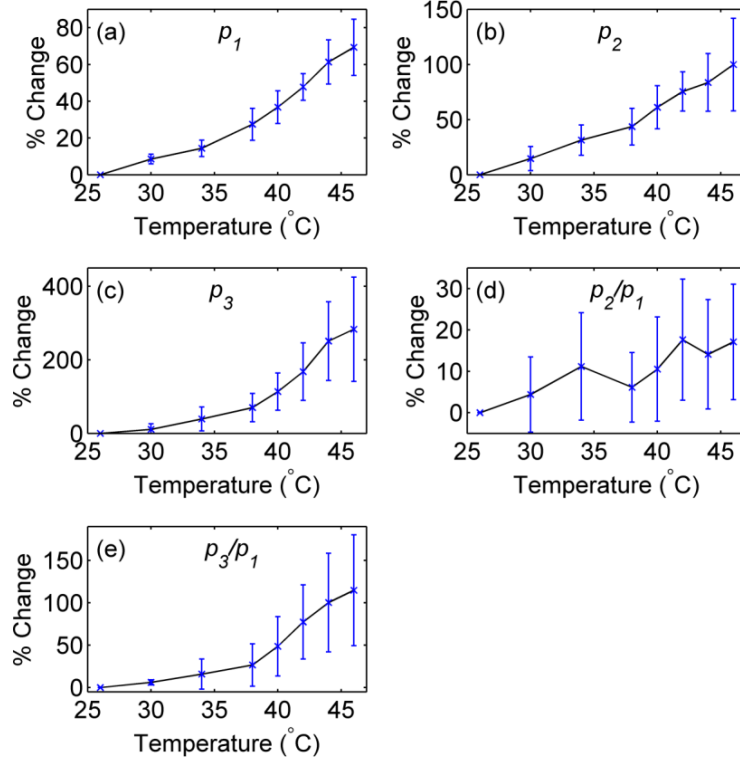 (a) p1
80
60
40
20
0
% Change
25 30 35 40 45
Temperature (°C)
(b) p2
150
100
50
0
% Change
25 30 35 40 45
Temperature (°C)
(c) p3
400
200
0
% Change
25 30 35 40 45
Temperature (°C)
(d) p2/p1
30
20
10
0
% Change
25 30 35 40 45
Temperature (°C)
(e) p3/p1
150
100
50
0
% Change
25 30 35 40 45
Temperature (°C)